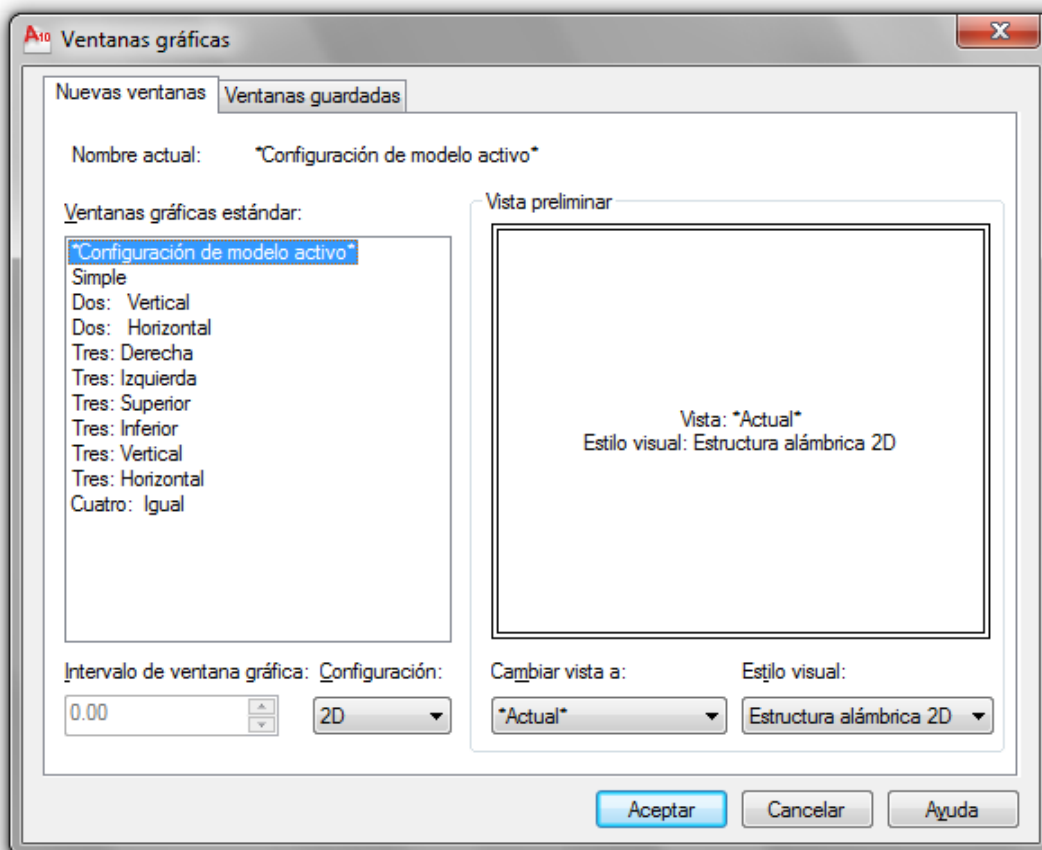 A10 Ventanas gráficas X
Nuevas ventanas Ventanas guardadas
Nombre actual: *Configuración de modelo activo*
Ventanas gráficas estándar:
*Configuración de modelo activo*
Simple
Dos: Vertical
Dos: Horizontal
Tres: Derecha
Tres: Izquierda
Tres: Superior
Tres: Inferior
Tres: Vertical
Tres: Horizontal
Cuatro: Igual
Vista preliminar
Vista: *Actual*
Estilo visual: Estructura alámbrica 2D
Intervalo de ventana gráfica: Configuración:
0.00 2D
Cambiar vista a: Estilo visual:
*Actual* Estructura alámbrica 2D
Aceptar Cancelar Ayuda